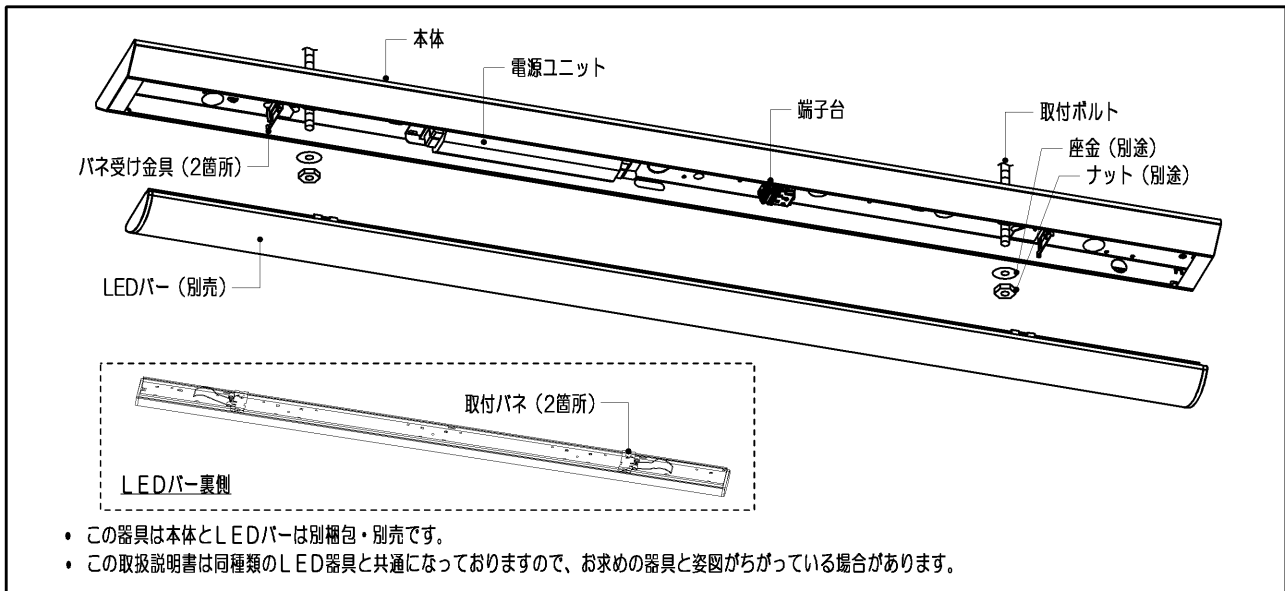 本体
電源ユニット
端子台
取付ボルト
座金（別途）
ナット（別途）
バネ受け金具（2箇所）
LEDバー（別売）
取付バネ（2箇所）
LEDバー裏側
• この器具は本体とLEDバーは別梱包・別売です。
• この取扱説明書は同種類のLED器具と共通になっておりますので、お求めの器具と姿図がちがっている場合があります。